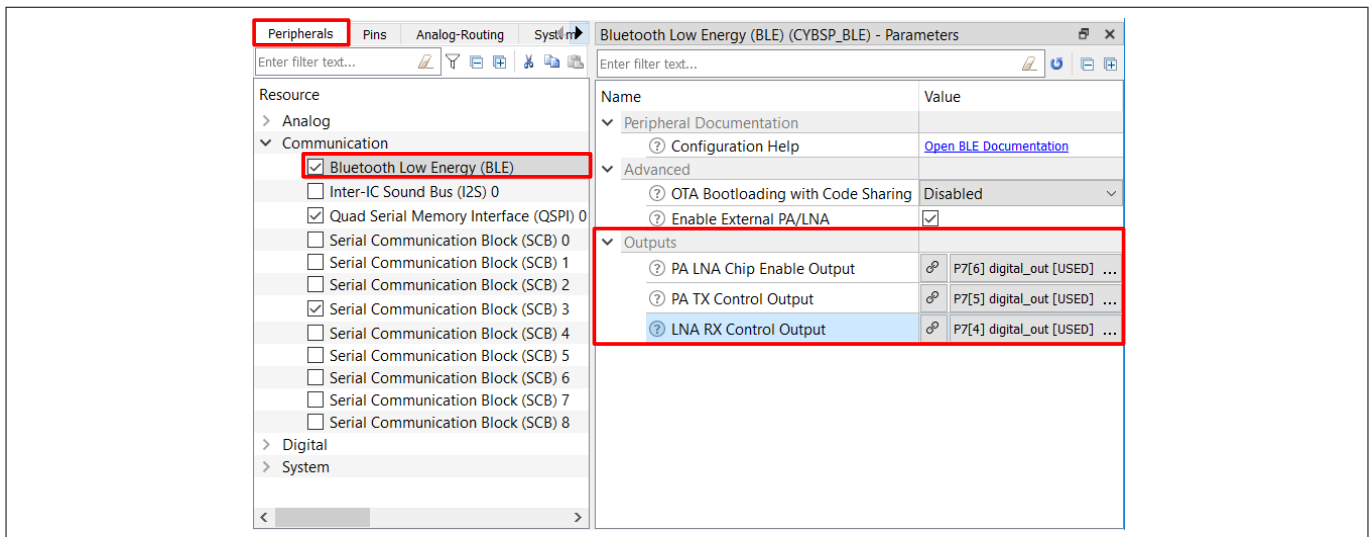 Peripherals Pins Analog-Routing System
Enter filter text...
Resource
Analog
Communication
Bluetooth Low Energy (BLE)
Inter-IC Sound Bus (I2S) 0
Quad Serial Memory Interface (QSPI) 0
Serial Communication Block (SCB) 0
Serial Communication Block (SCB) 1
Serial Communication Block (SCB) 2
Serial Communication Block (SCB) 3
Serial Communication Block (SCB) 4
Serial Communication Block (SCB) 5
Serial Communication Block (SCB) 6
Serial Communication Block (SCB) 7
Serial Communication Block (SCB) 8
Digital
System
Bluetooth Low Energy (BLE) (CYBSP_BLE) - Parameters
Enter filter text...
Name Value
Peripheral Documentation
Configuration Help Open BLE Documentation
Advanced
OTA Bootloading with Code Sharing Disabled
Enable External PA/LNA
Outputs
PA LNA Chip Enable Output P7[6] digital_out [USED] ...
PA TX Control Output P7[5] digital_out [USED] ...
LNA RX Control Output P7[4] digital_out [USED] ...